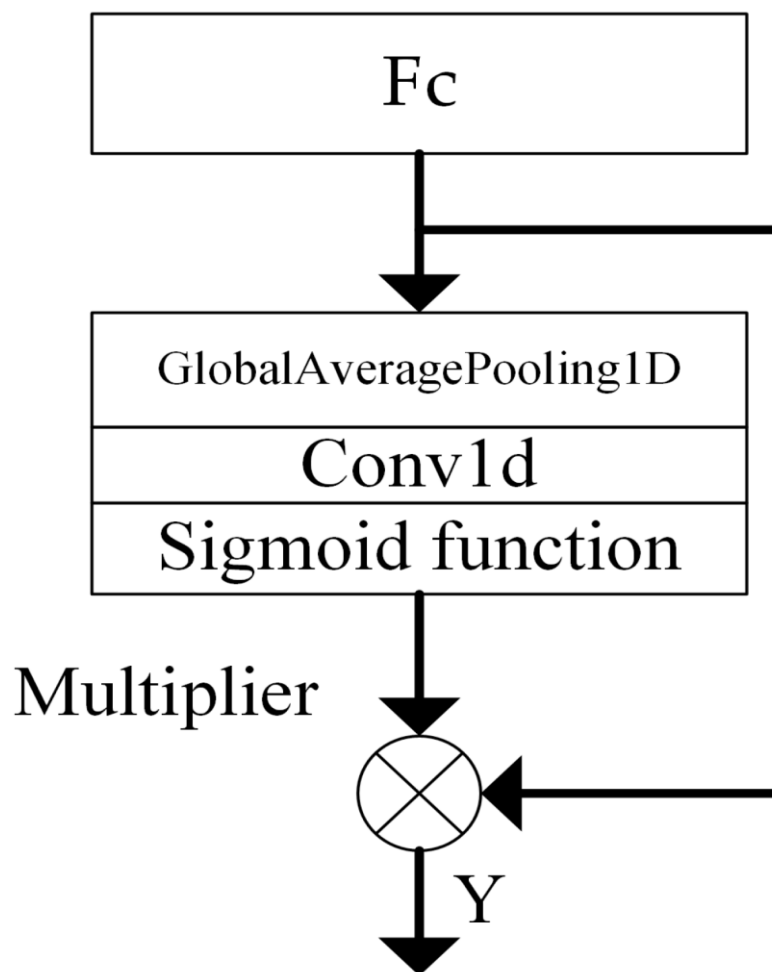 Fc
GlobalAveragePooling1D
Conv1d
Sigmoid function
Multiplier
Y